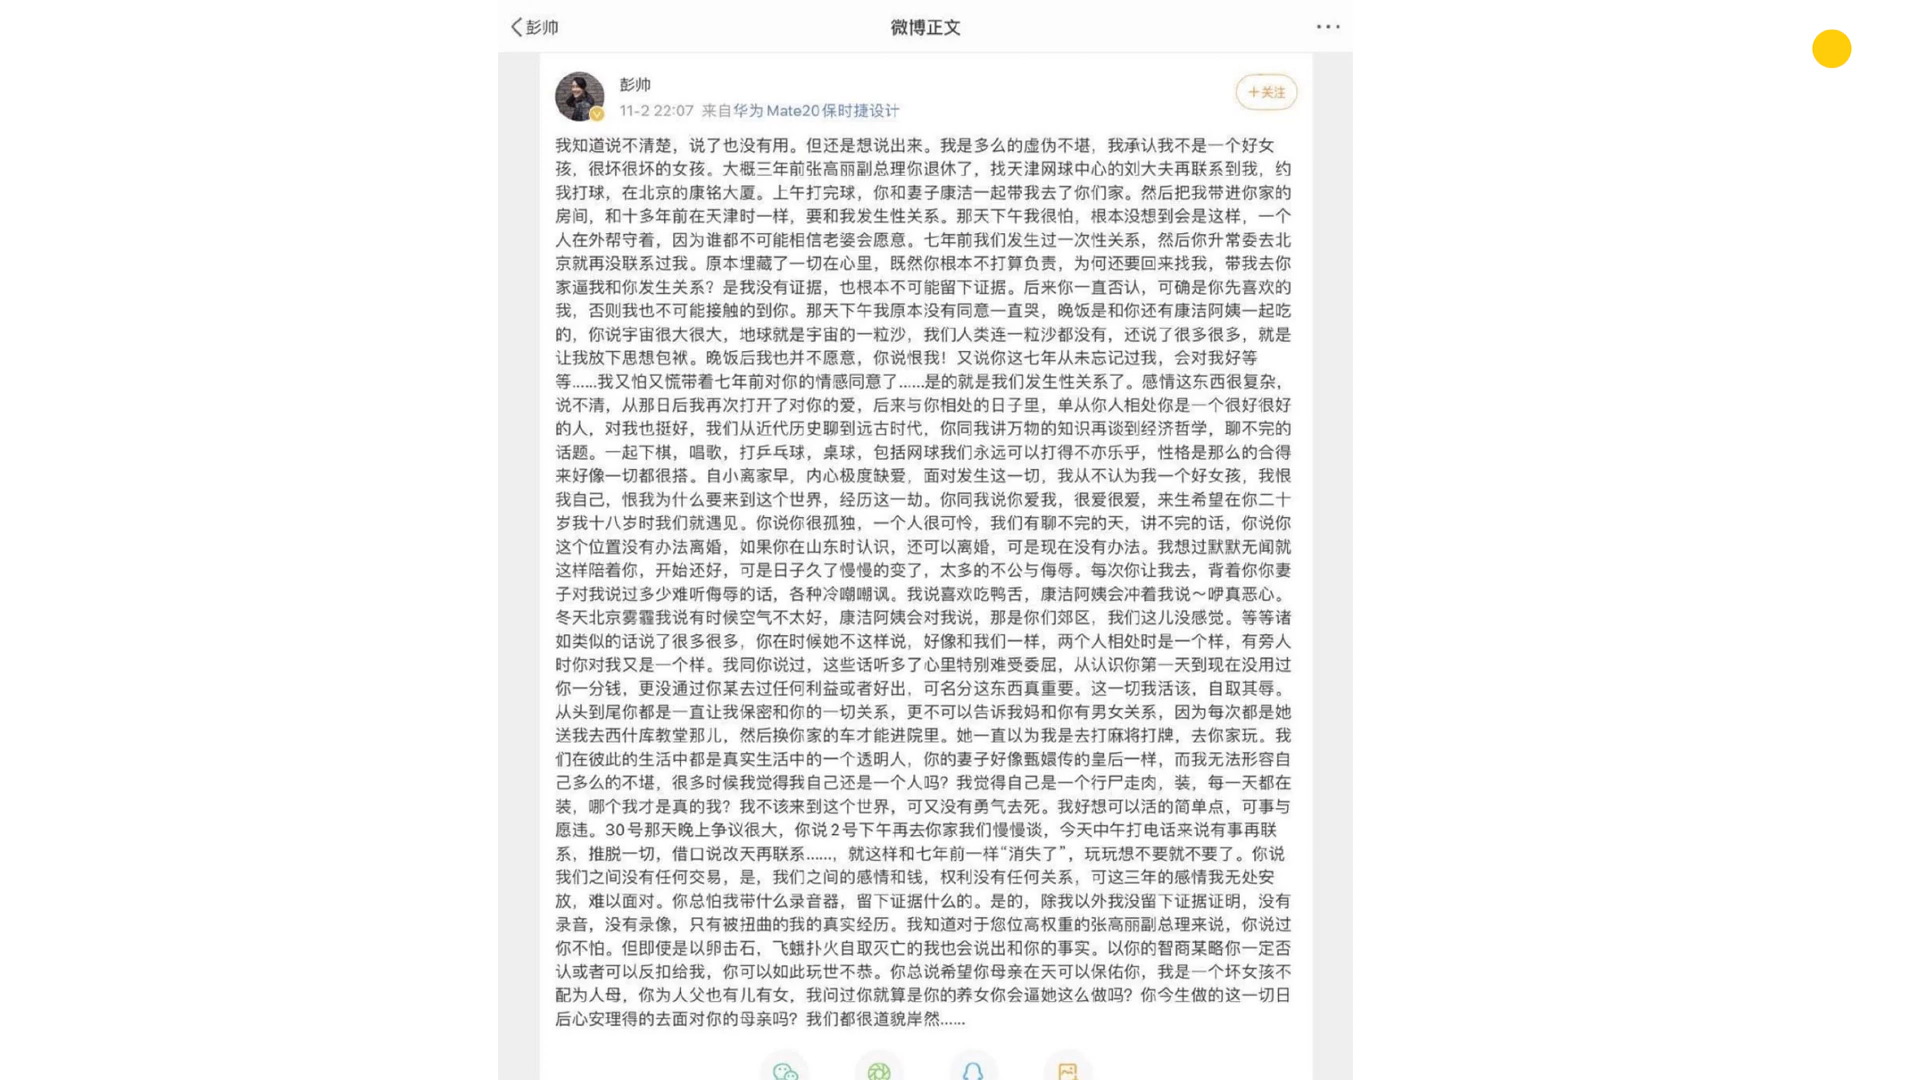 彭帅
微博正文
彭帅
11-2 22:07 来自华为Mate20保时捷设计
+关注
我知道说不清楚，说了也没有用。但还是想说出来。我是多么的虚伪不堪，我承认我不是一个好女
孩，很坏很坏的女孩。大概三年前张高丽副总理你退休了，找天津网球中心的刘大夫再联系到我，约
我打球，在北京的康铭大厦。上午打完球，你和妻子康洁一起带我去了你们家。然后把我带进你家的
房间，和十多年前在天津时一样，要和我发生性关系。那天下午我很怕，根本没想到会是这样，一个
人在外帮守着，因为谁都不可能相信老婆会愿意。七年前我们发生过一次性关系，然后你升常委去北
京就再没联系过我。原本埋藏了一切在心里，既然你根本不打算负责，为何还要回来找我，带我去你
家逼我和你发生关系？是我没有证据，也根本不可能留下证据。后来你一直否认，可确是你先喜欢的
我，否则我也不可能接触的到你。那天下午我原本没有同意一直哭，晚饭是和你还有康洁阿姨一起吃
的，你说宇宙很大很大，地球就是宇宙的一粒沙，我们人类连一粒沙都没有，还说了很多很多，就是
让我放下思想包袱。晚饭后我也并不愿意，你说恨我！又说你这七年从未忘记过我，会对我好等
等......我又怕又慌带着七年前对你的情感同意了......是的就是我们发生性关系了。感情这东西很复杂，
说不清，从那日后我再次打开了对你的爱，后来与你相处的日子里，单从你人相处你是一个很好很好
的人，对我也挺好，我们从近代历史聊到远古时代，你同我讲万物的知识再谈到经济哲学，聊不完的
话题。一起下棋，唱歌，打乒乓球，桌球，包括网球我们永远可以打得不亦乐乎，性格是那么的合得
来好像一切都很搭。自小离家早，内心极度缺爱，面对发生这一切，我从不认为我一个好女孩，我恨
我自己，恨我为什么要来到这个世界，经历这一劫。你同我说你爱我，很爱很爱，来生希望在你二十
岁我十八岁时我们就遇见。你说你很孤独，一个人很可怜，我们有聊不完的天，讲不完的话，你说你
这个位置没有办法离婚，如果你在山东时认识，还可以离婚，可是现在没有办法。我想过默默无闻就
这样陪着你，开始还好，可是日子久了慢慢的变了，太多的不公与侮辱。每次你让我去，背着你你妻
子对我说过多少难听侮辱的话，各种冷嘲嘲讽。我说喜欢吃鸭舌，康洁阿姨会冲着我说～咿真恶心。
冬天北京雾霾我说有时候空气不太好，康洁阿姨会对我说，那是你们郊区，我们这儿没感觉。等等诸
如类似的话说了很多很多，你在时候她不这样说，好像和我们一样，两个人相处时是一个样，有旁人
时你对我又是一个样。我同你说过，这些话听多了心里特别难受委屈，从认识你第一天到现在没用过
你一分钱，更没通过你某去过任何利益或者好出，可名分这东西真重要。这一切我活该，自取其辱。
从头到尾你都是一直让我保密和你的一切关系，更不可以告诉我妈和你有男女关系，因为每次都是她
送我去西什库教堂那儿，然后换你家的车才能进院里。她一直以为我是去打麻将打牌，去你家玩。我
们在彼此的生活中都是真实生活中的一个透明人，你的妻子好像甄嬛传的皇后一样，而我无法形容自
己多么的不堪，很多时候我觉得我自己还是一个人吗？我觉得自己是一个行尸走肉，装，每一天都在
装，哪个我才是真的我？我不该来到这个世界，可又没有勇气去死。我好想可以活的简单点，可事与
愿违。30号那天晚上争议很大，你说2号下午再去你家我们慢慢谈，今天中午打电话来说有事再联
系，推脱一切，借口说改天再联系......，就这样和七年前一样“消失了”，玩玩想不要就不要了。你说
我们之间没有任何交易，是，我们之间的感情和钱，权利没有任何关系，可这三年的感情我无处安
放，难以面对。你总怕我带什么录音器，留下证据什么的。是的，除我以外我没留下证据证明，没有
录音，没有录像，只有被扭曲的我的真实经历。我知道对于您位高权重的张高丽副总理来说，你说过
你不怕。但即使是以卵击石，飞蛾扑火自取灭亡的我也会说出和你的事实。以你的智商某略你一定否
认或者可以反扣给我，你可以如此玩世不恭。你总说希望你母亲在天可以保佑你，我是一个坏女孩不
配为人母，你为人父也有儿有女，我问过你就算是你的养女你会逼她这么做吗？你今生做的这一切日
后心安理得的去面对你的母亲吗？我们都很道貌岸然......